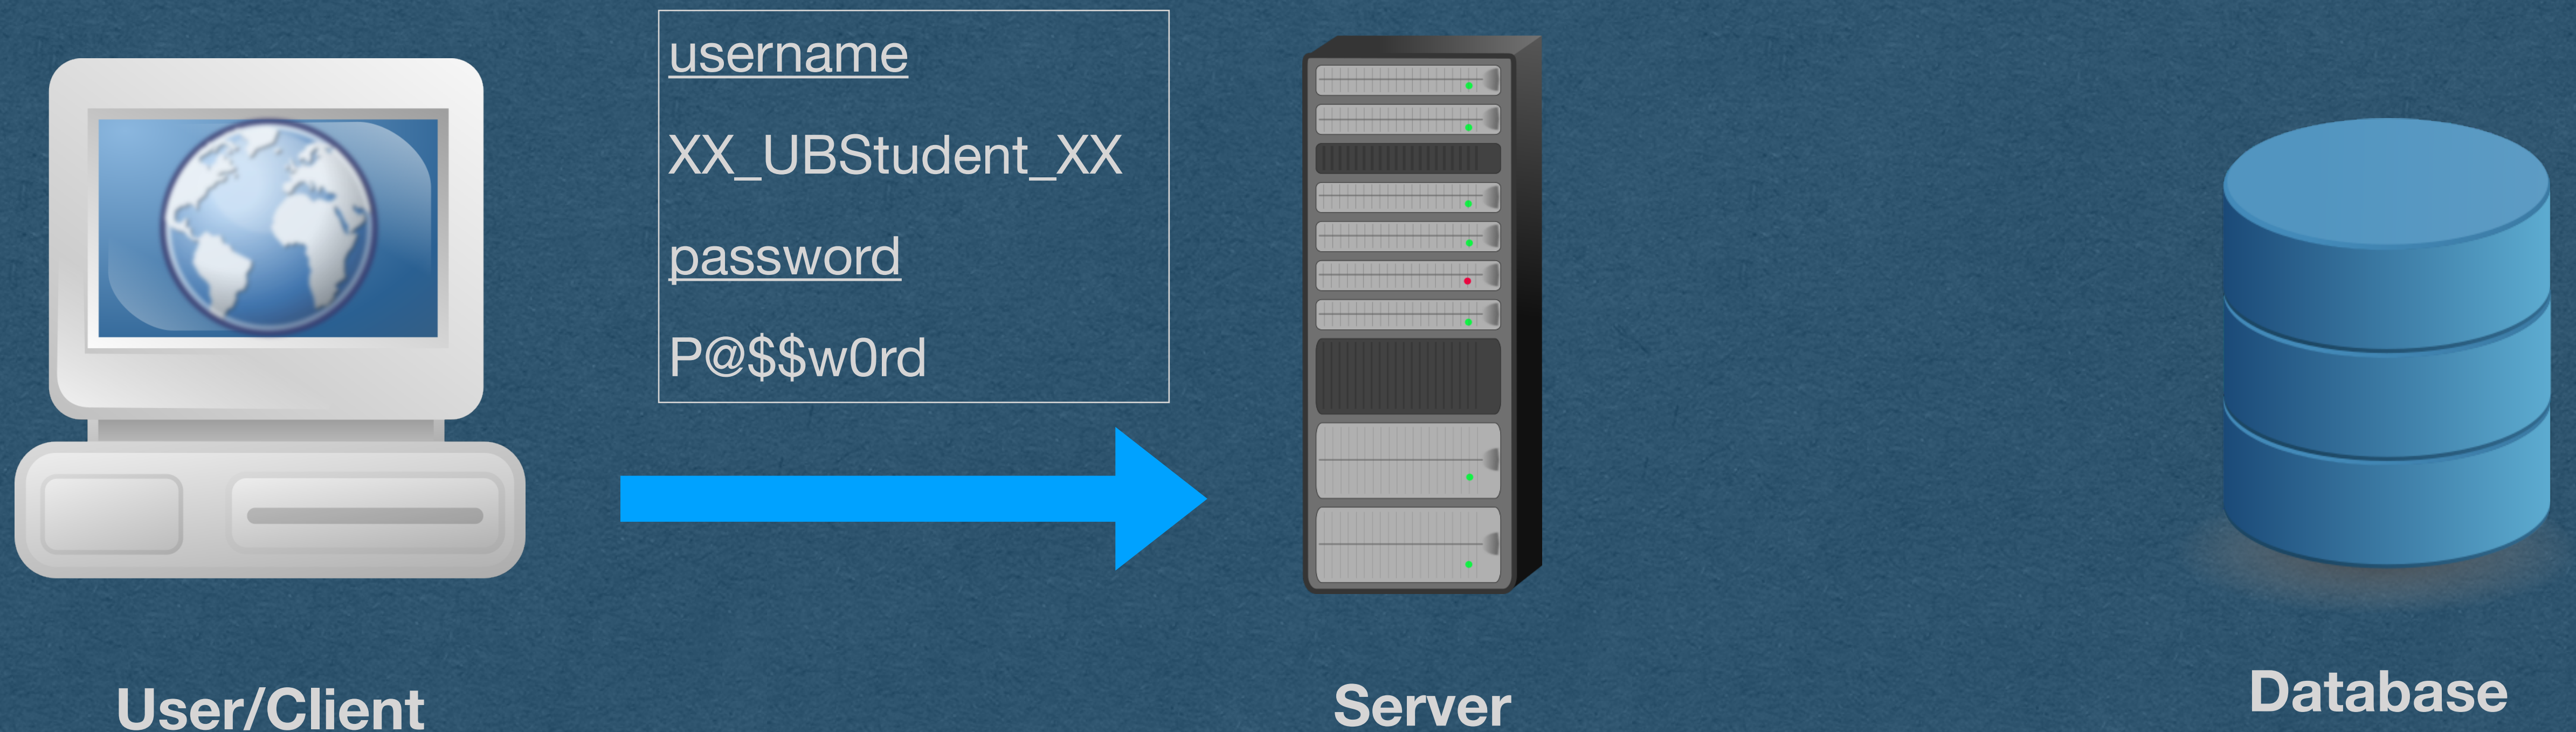 username
XX_UBStudent_XX
password
P@$$w0rd
User/Client
Server
Database